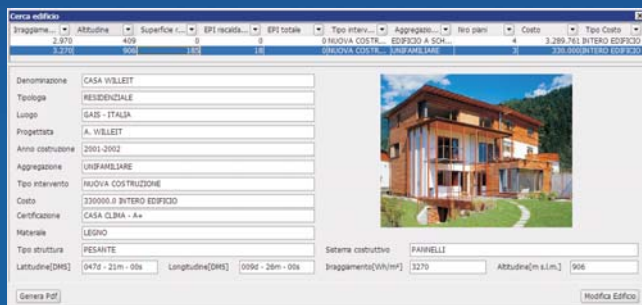 Cerca edificio
Irraggiame... Altitudine Superficie r... EPI riscalda... EPI totale Tipo interv... Aggregazio... Nro piani Costo Tipo Costo
2.970 409 0 0 0 NUOVA COSTR... EDIFICIO A SCH... 4 3.289.761 INTERO EDIFICIO
3.270 906 185 18 0 NUOVA COSTR... UNIFAMILIARE 3 330.000 INTERO EDIFICIO
Denominazione CASA WILLEIT
Tipologia RESIDENZIALE
Luogo GAIS - ITALIA
Progettista A. WILLEIT
Anno costruzione 2001-2002
Aggregazione UNIFAMILIARE
Tipo intervento NUOVA COSTRUZIONE
Costo 330000.0 INTERO EDIFICIO
Certificazione CASA CLIMA - A+
Materiale LEGNO
Tipo struttura PESANTE Sistema costruttivo PANNELLI
Latitudine[DMS] 047d - 21m - 00s Longitudine[DMS] 009d - 26m - 00s Irraggiamento[Wh/m²] 3270 Altitudine[m s.l.m.] 906
Genera Pdf Modifica Edificio